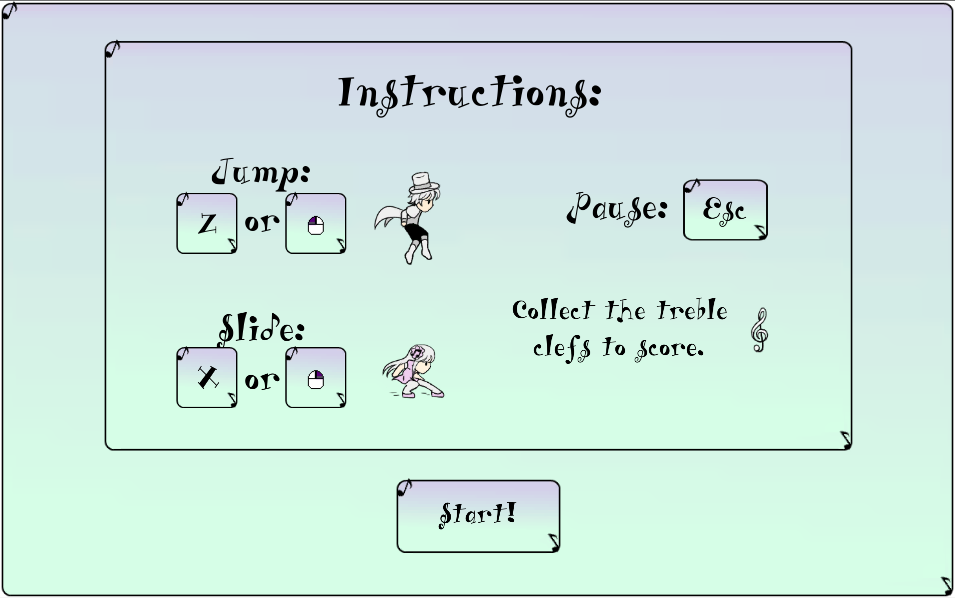 Instructions:
Jump:
Z or
Pause: Esc
Slide:
X or
Collect the treble
clefs to score.
Start!